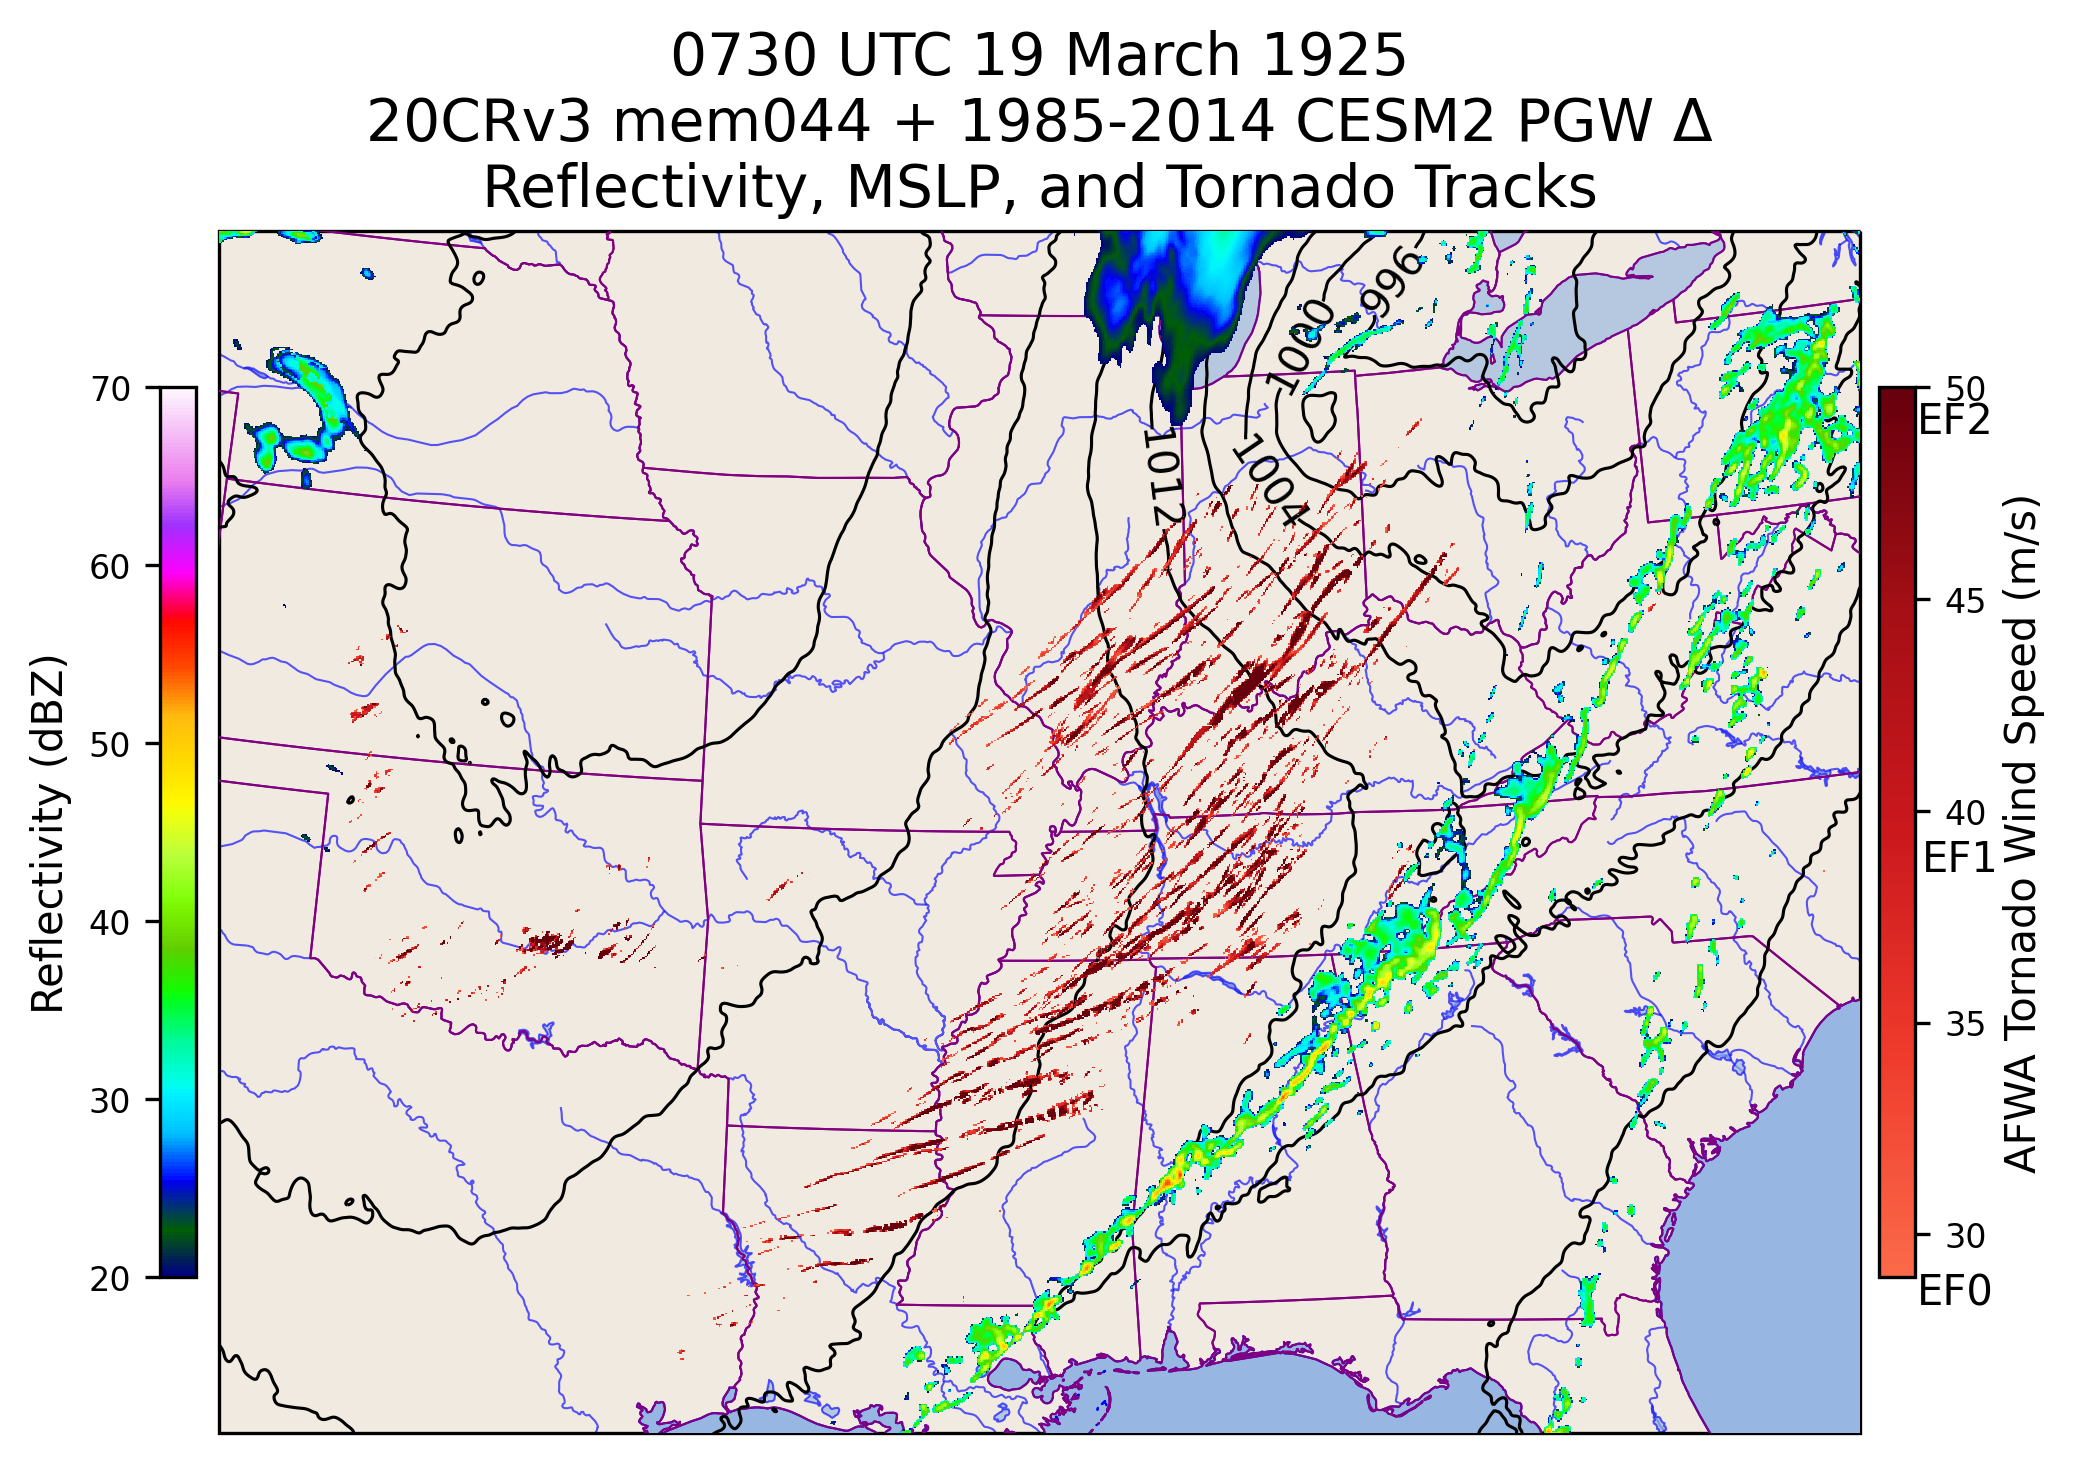 0730 UTC 19 March 1925
20CRv3 mem044 + 1985-2014 CESM2 PGW Δ
Reflectivity, MSLP, and Tornado Tracks
Reflectivity (dBZ)
70
60
50
40
30
20
996
1000
1004
1012
50
EF2
45
40
EF1
35
30
EF0
AFWA Tornado Wind Speed (m/s)